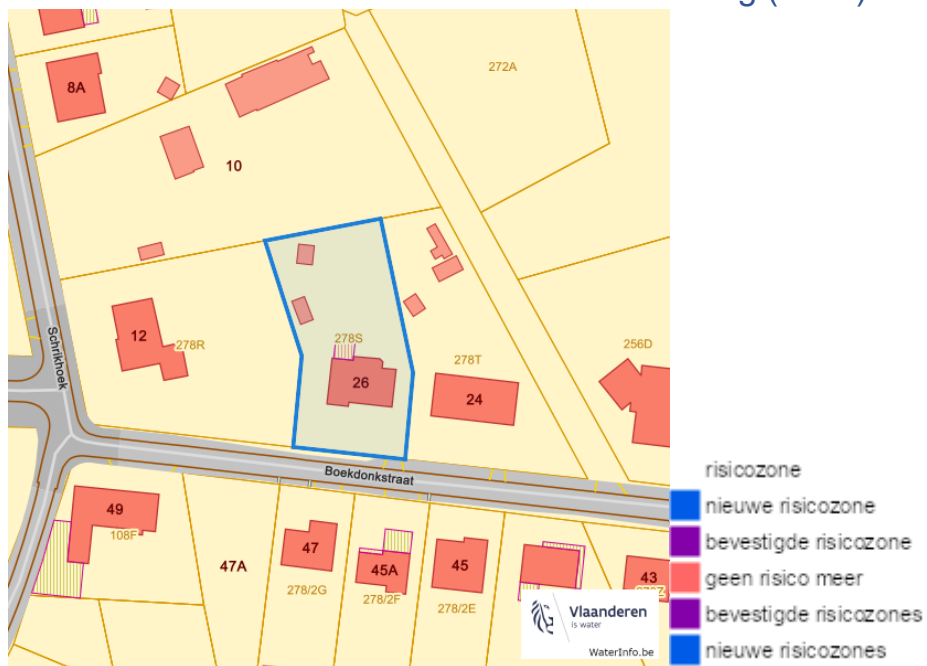 8A
272A
10
12
278R
278S
26
278T
24
256D
Schrikhoek
Boekdonkstraat
49
108F
47A
47
278/2G
45A
278/2F
45
278/2E
43
Vlaanderen
is water
WaterInfo.be
risicozone
nieuwe risicozone
bevestigde risicozone
geen risico meer
bevestigde risicozones
nieuwe risicozones